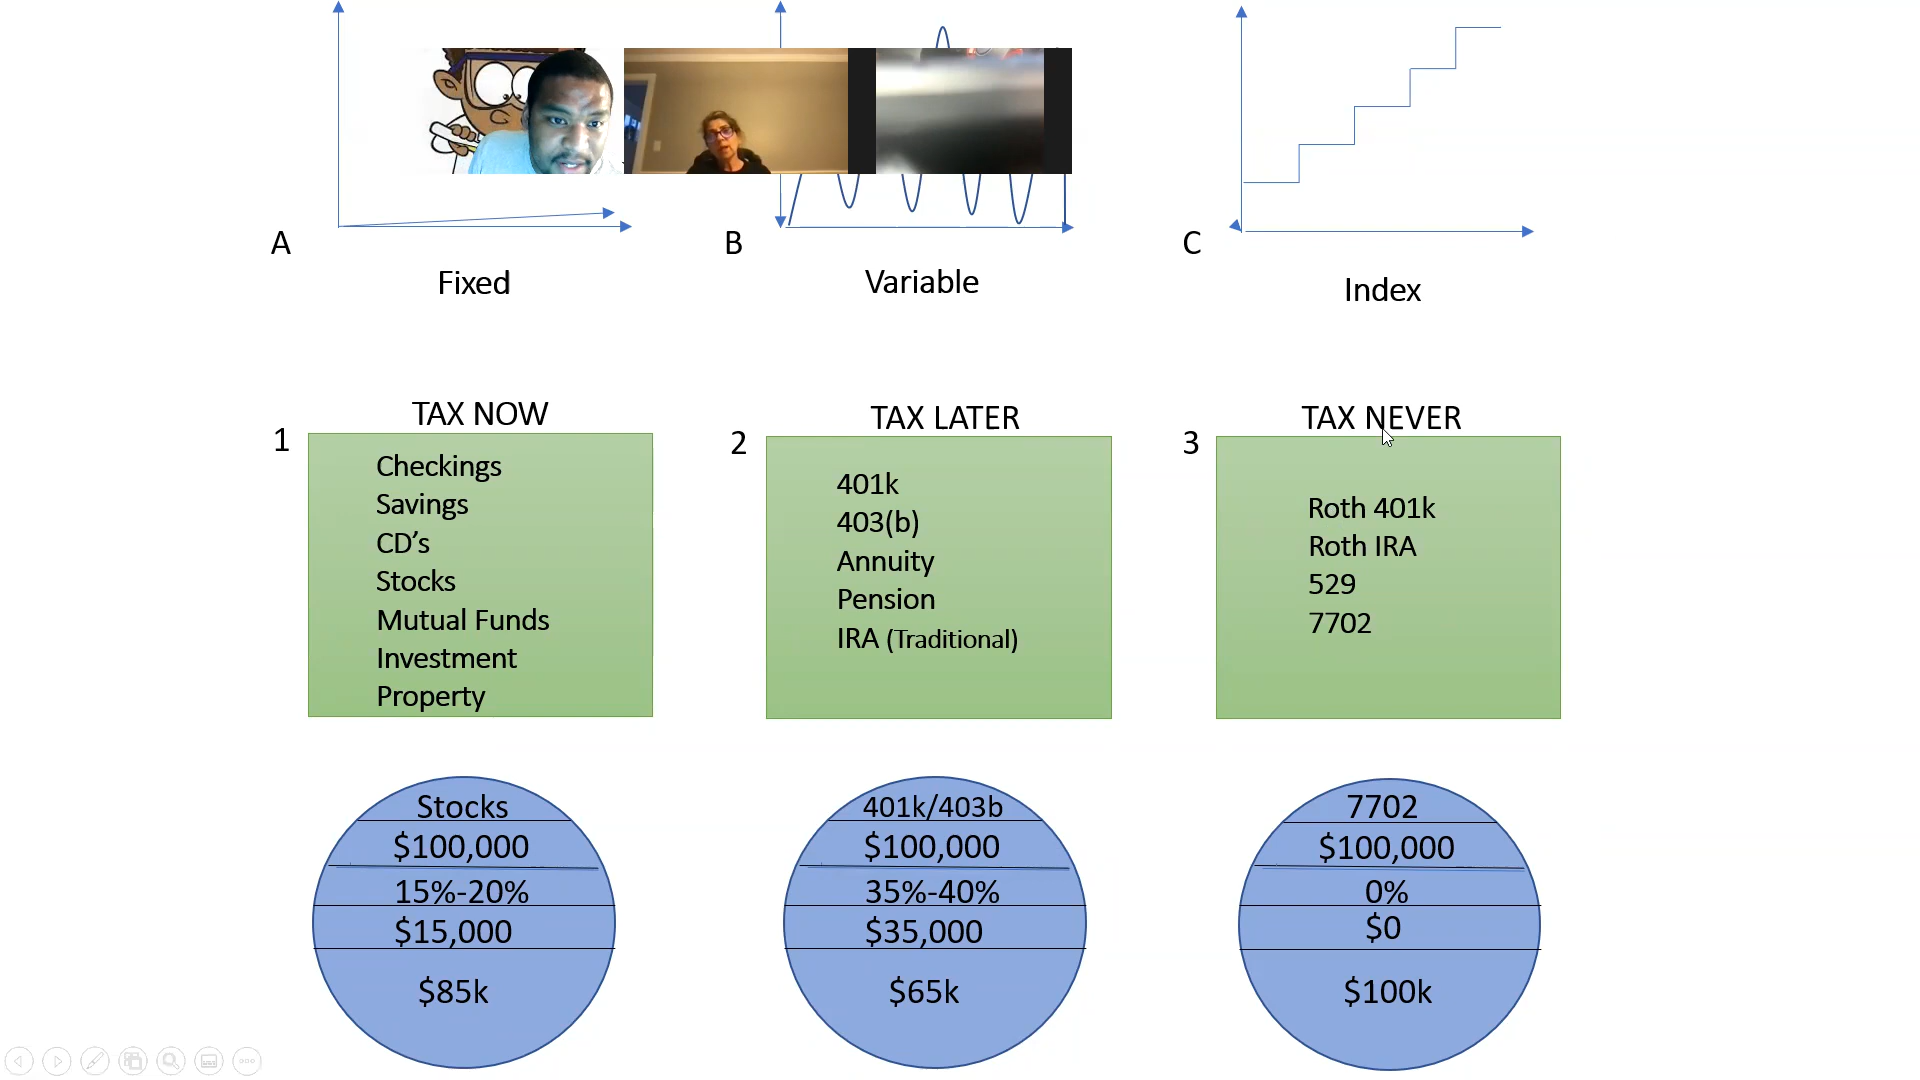 A
Fixed
B
Variable
C
Index
1
TAX NOW
Checkings
Savings
CD’s
Stocks
Mutual Funds
Investment
Property
2
TAX LATER
401k
403(b)
Annuity
Pension
IRA (Traditional)
3
TAX NEVER
Roth 401k
Roth IRA
529
7702
Stocks
$100,000
15%-20%
$15,000
$85k
401k/403b
$100,000
35%-40%
$35,000
$65k
7702
$100,000
0%
$0
$100k